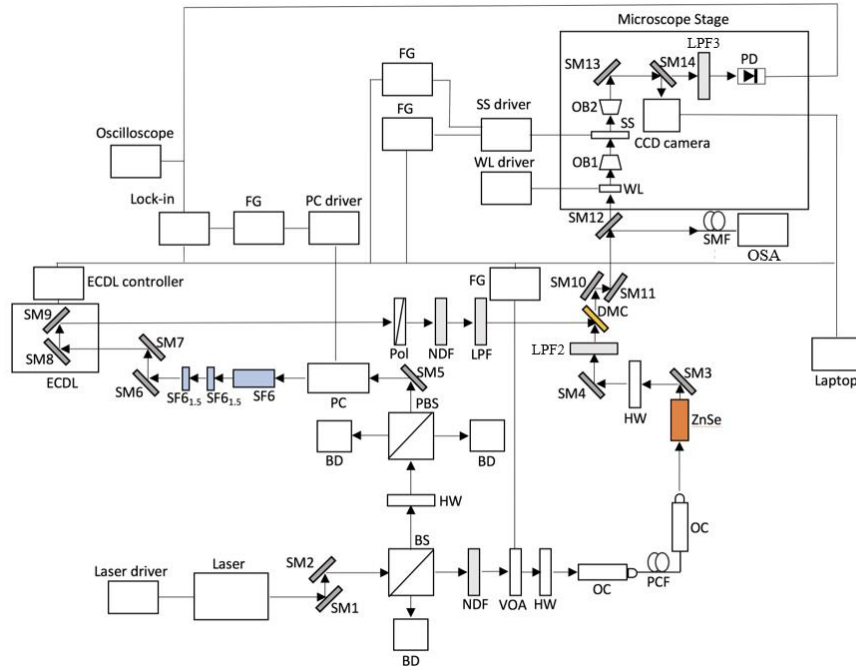 Microscope Stage
LPF3
SM13
SM14
PD
FG
OB2
SS
CCD camera
FG
SS driver
Oscilloscope
WL driver
OB1
WL
Lock-in
FG
PC driver
SM12
SMF
OSA
ECDL controller
FG
SM10
SM11
DMC
SM9
SM8
ECDL
SM7
SM6
SF6₁.₅
SF6₁.₅
SF6
PC
Pol
NDF
LPF
SM5
LPF2
SM4
HW
SM3
Laptop
PBS
ZnSe
BD
BD
HW
OC
BS
Laser driver
Laser
SM2
SM1
NDF
VOA
HW
OC
PCF
BD